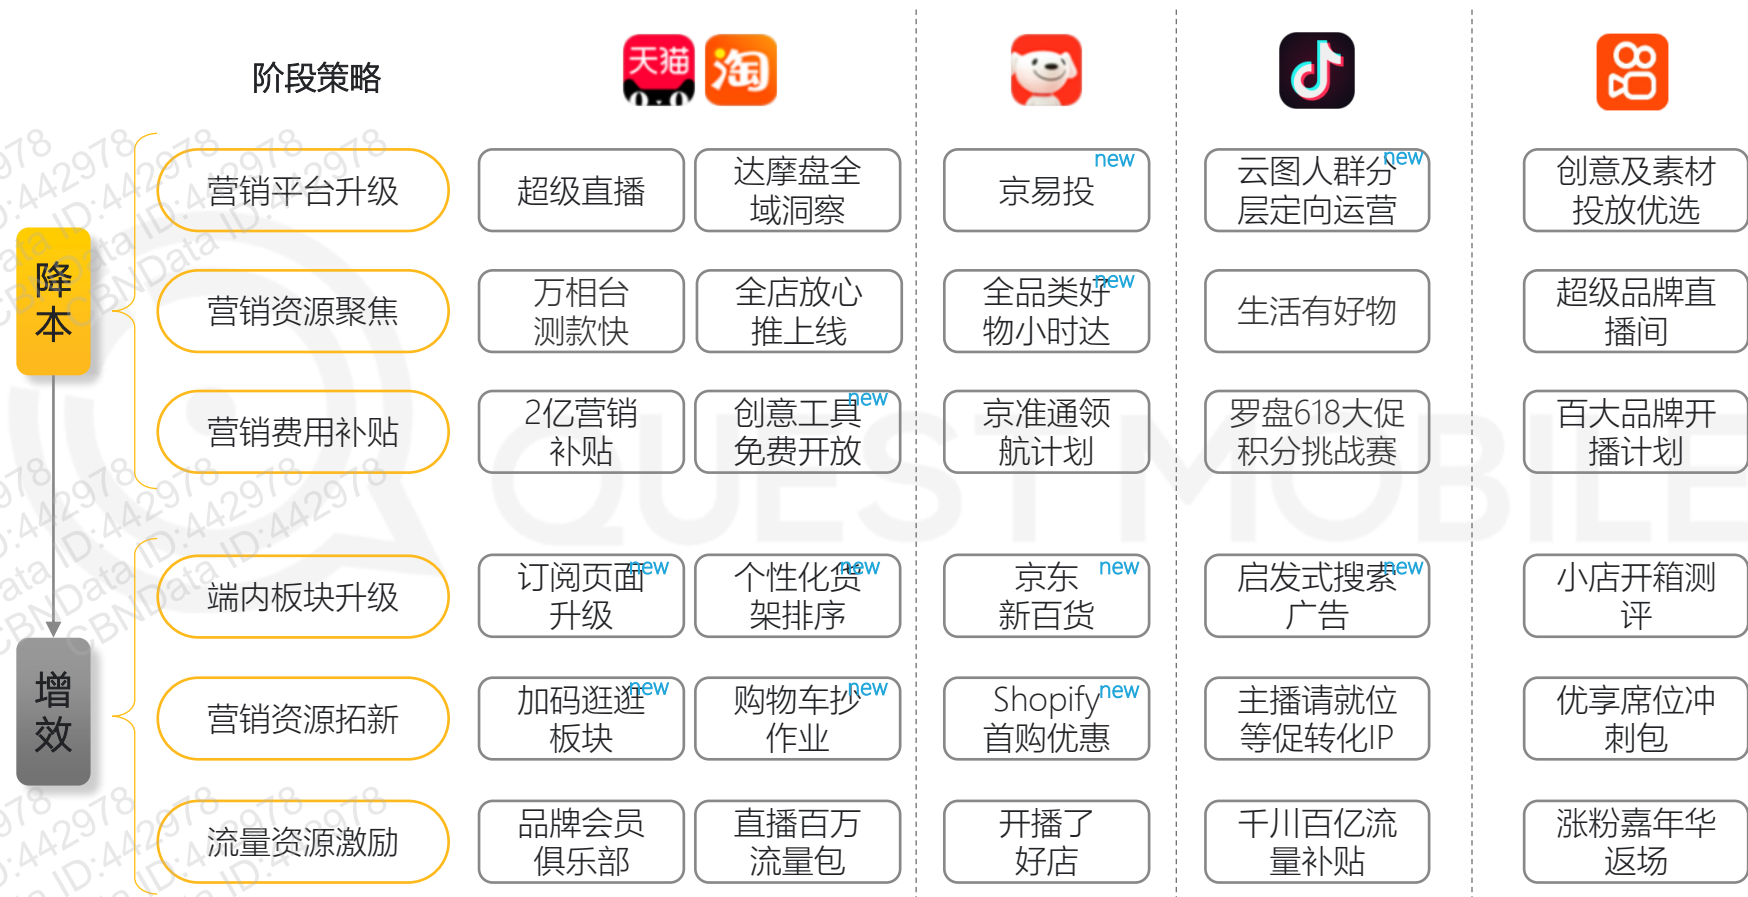 阶段策略
天猫
淘
营销平台升级
超级直播
达摩盘全
域洞察
京易投
new
云图人群分
层定向运营
new
创意及素材
投放优选
降
本
营销资源聚焦
万相台
测款快
全店放心
推上线
全品类好
物小时达
new
生活有好物
超级品牌直
播间
营销费用补贴
2亿营销
补贴
创意工具
免费开放
new
京准通领
航计划
罗盘618大促
积分挑战赛
百大品牌开
播计划
QUEST MOBILE
端内板块升级
订阅页面
升级
new
个性化货
架排序
new
京东
新百货
new
启发式搜索
广告
new
小店开箱测
评
增
效
营销资源拓新
加码逛逛
板块
new
购物车抄
作业
new
Shopify
首购优惠
new
主播请就位
等促转化IP
优享席位冲
刺包
流量资源激励
品牌会员
俱乐部
直播百万
流量包
开播了
好店
千川百亿流
量补贴
涨粉嘉年华
返场
CBNData ID:442978